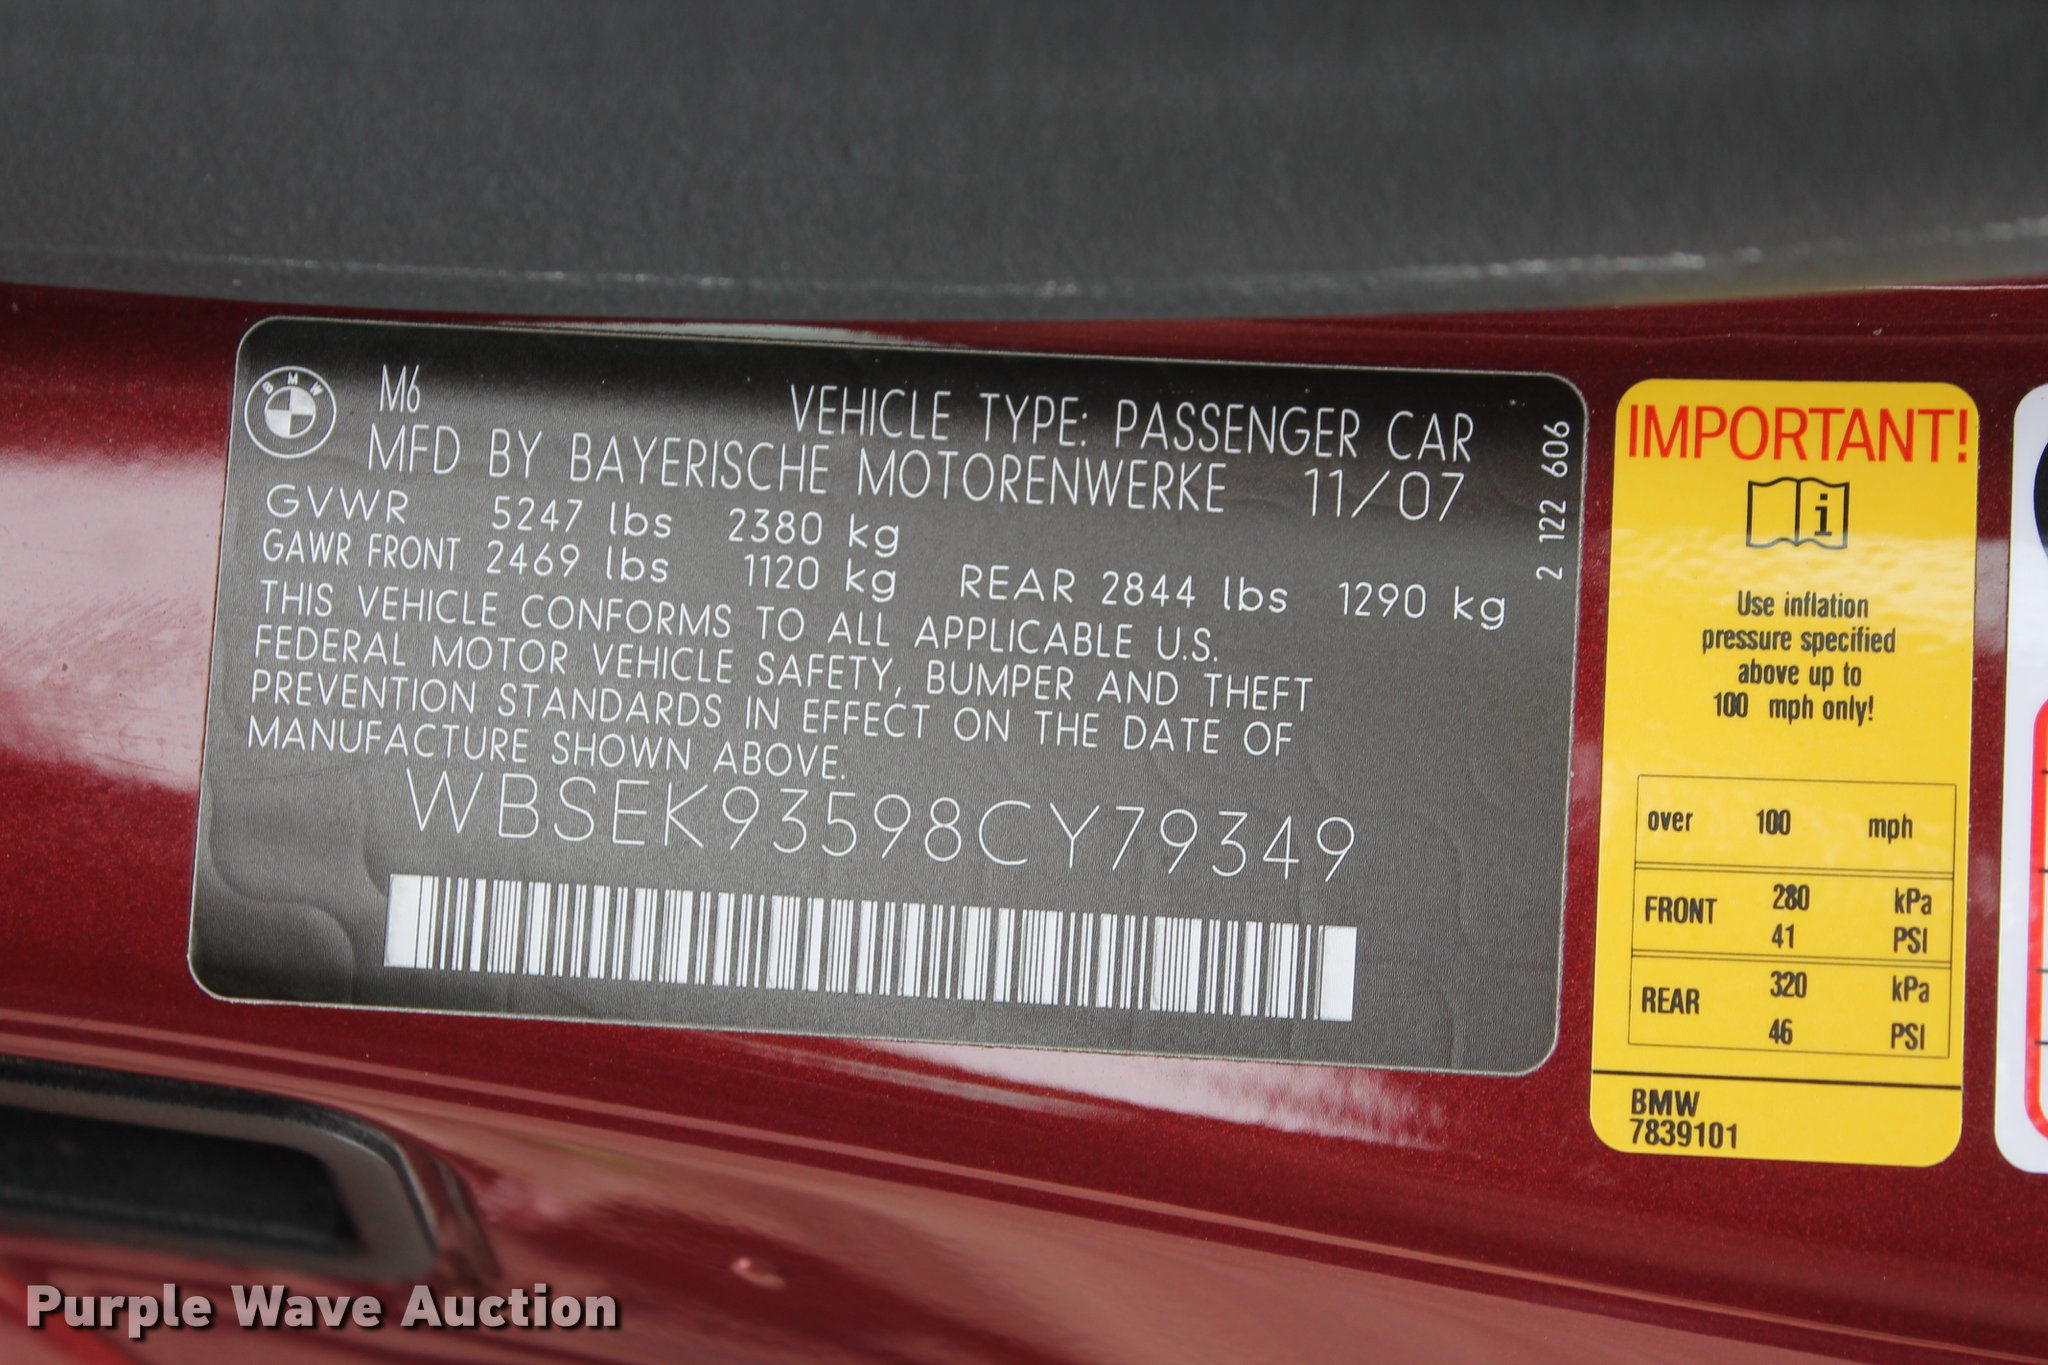 BMW
M6
VEHICLE TYPE: PASSENGER CAR
MFD BY BAYERISCHE MOTORENWERKE 11/07
GVWR 5247 lbs 2380 kg
GAWR FRONT 2469 lbs 1120 kg REAR 2844 lbs 1290 kg
THIS VEHICLE CONFORMS TO ALL APPLICABLE U.S.
FEDERAL MOTOR VEHICLE SAFETY, BUMPER AND THEFT
PREVENTION STANDARDS IN EFFECT ON THE DATE OF
MANUFACTURE SHOWN ABOVE.
WBSEK93598CY79349
2 122 606
IMPORTANT!
i
Use inflation
pressure specified
above up to
100 mph only!
over 100 mph
FRONT 280 kPa
41 PSI
REAR 320 kPa
46 PSI
BMW
7839101
Purple Wave Auction